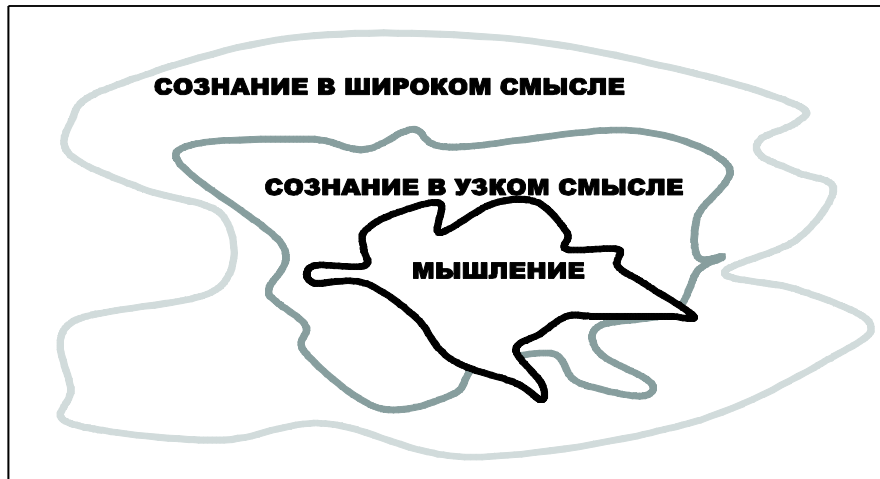 СОЗНАНИЕ В ШИРОКОМ СМЫСЛЕ
СОЗНАНИЕ В УЗКОМ СМЫСЛЕ
МЫШЛЕНИЕ